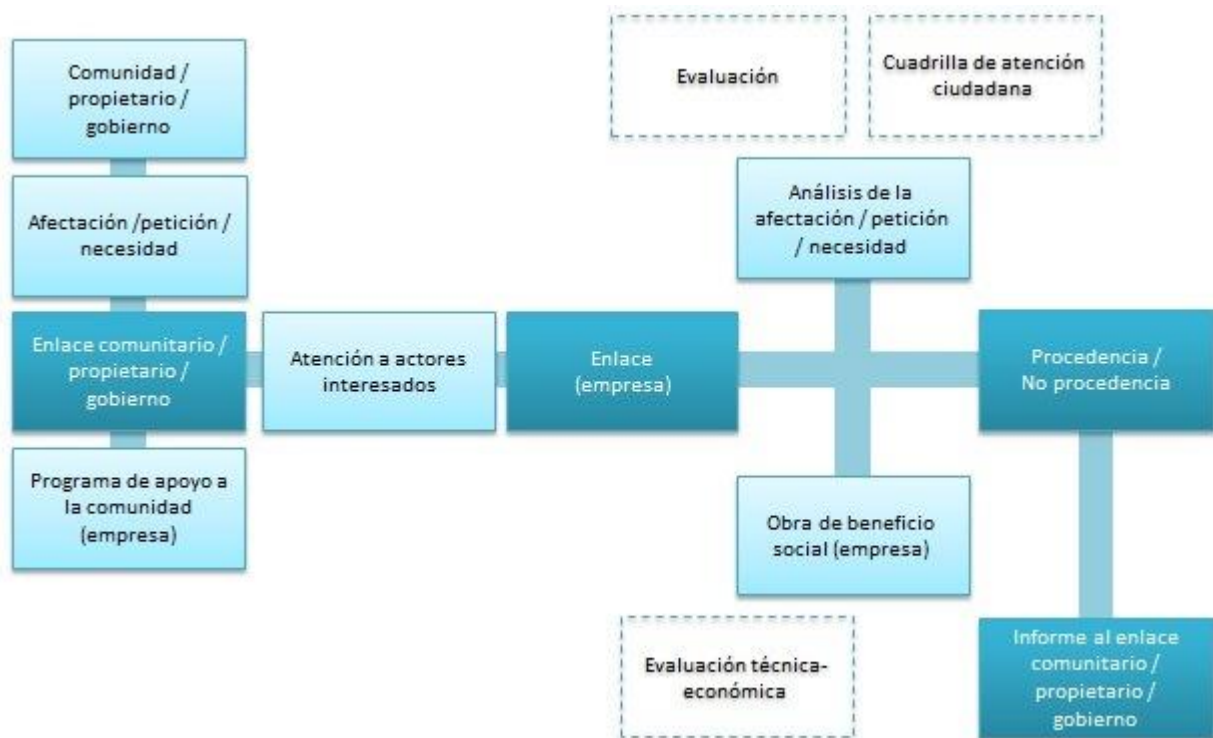 Comunidad /
propietario /
gobierno
Afectación /petición /
necesidad
Enlace comunitario /
propietario /
gobierno
Programa de apoyo a
la comunidad
(empresa)
Atención a actores
interesados
Enlace
(empresa)
Evaluación
Cuadrilla de atención
ciudadana
Análisis de la
afectación / petición
/ necesidad
Obra de beneficio
social (empresa)
Evaluación técnica-
económica
Procedencia /
No procedencia
Informe al enlace
comunitario /
propietario /
gobierno